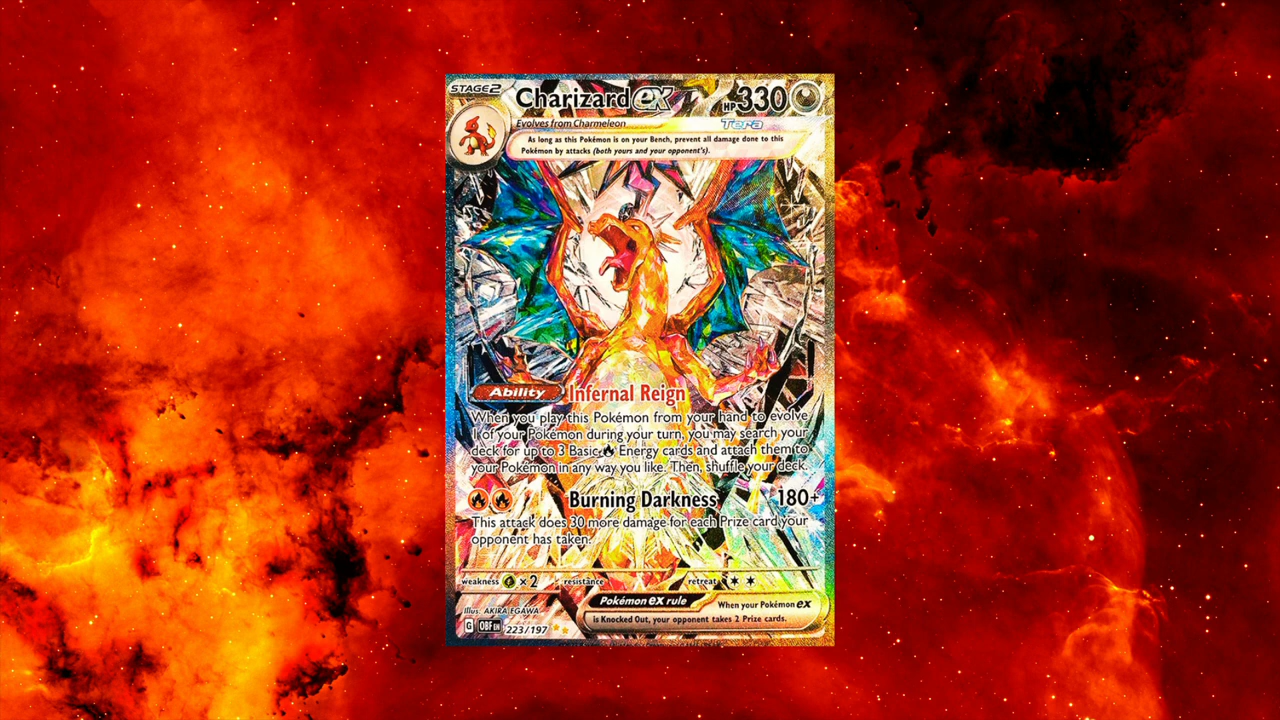 STAGE2 Charizard ex HP330
Evolves from Charmeleon Tera
As long as this Pokémon is on your Bench, prevent all damage done to this
Pokémon by attacks (both yours and your opponent's).
Ability Infernal Reign
When you play this Pokémon from your hand to evolve
1 of your Pokémon during your turn, you may search your
deck for up to 3 Basic Energy cards and attach them to
your Pokémon in any way you like. Then, shuffle your deck.
Burning Darkness 180+
This attack does 30 more damage for each Prize card your
opponent has taken.
weakness ×2 resistance retreat
Pokémon ex rule When your Pokémon ex
is Knocked Out, your opponent takes 2 Prize cards.
Illus. AKIRA EGAWA
G OBF EN 223/197